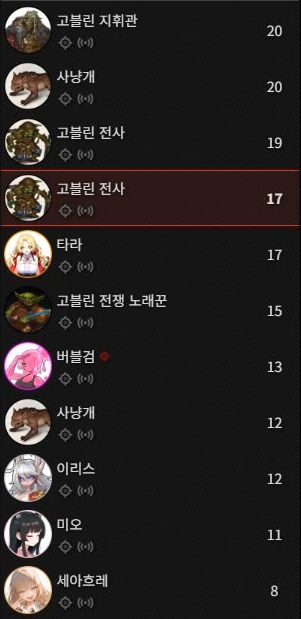 고블린 지휘관
20
사냥개
20
고블린 전사
19
고블린 전사
17
타라
17
고블린 전쟁 노래꾼
15
버블검
13
사냥개
12
이리스
12
미오
11
세아흐레
8